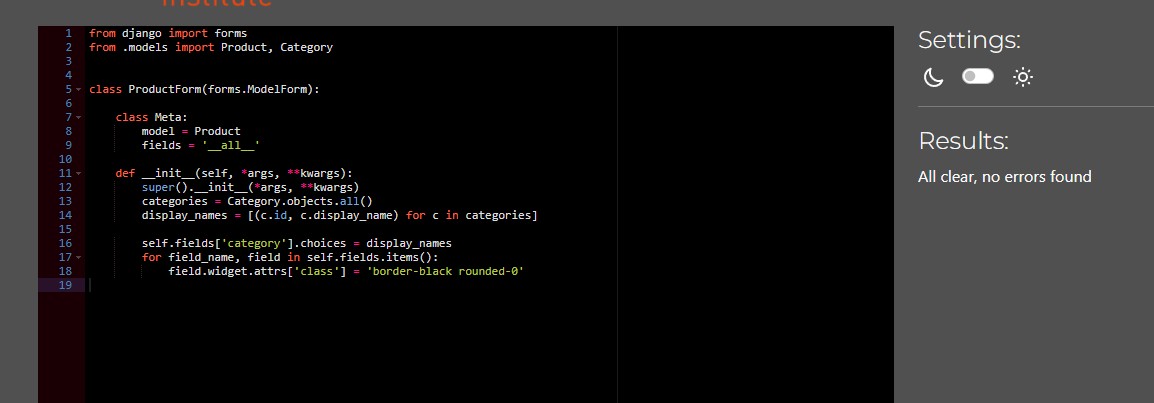 institute
1 from django import forms
2 from .models import Product, Category
3
4
5 class ProductForm(forms.ModelForm):
6
7     class Meta:
8         model = Product
9         fields = '__all__'
10
11     def __init__(self, *args, **kwargs):
12         super().__init__(*args, **kwargs)
13         categories = Category.objects.all()
14         display_names = [(c.id, c.display_name) for c in categories]
15
16         self.fields['category'].choices = display_names
17         for field_name, field in self.fields.items():
18             field.widget.attrs['class'] = 'border-black rounded-0'
19
Settings:
Results:
All clear, no errors found